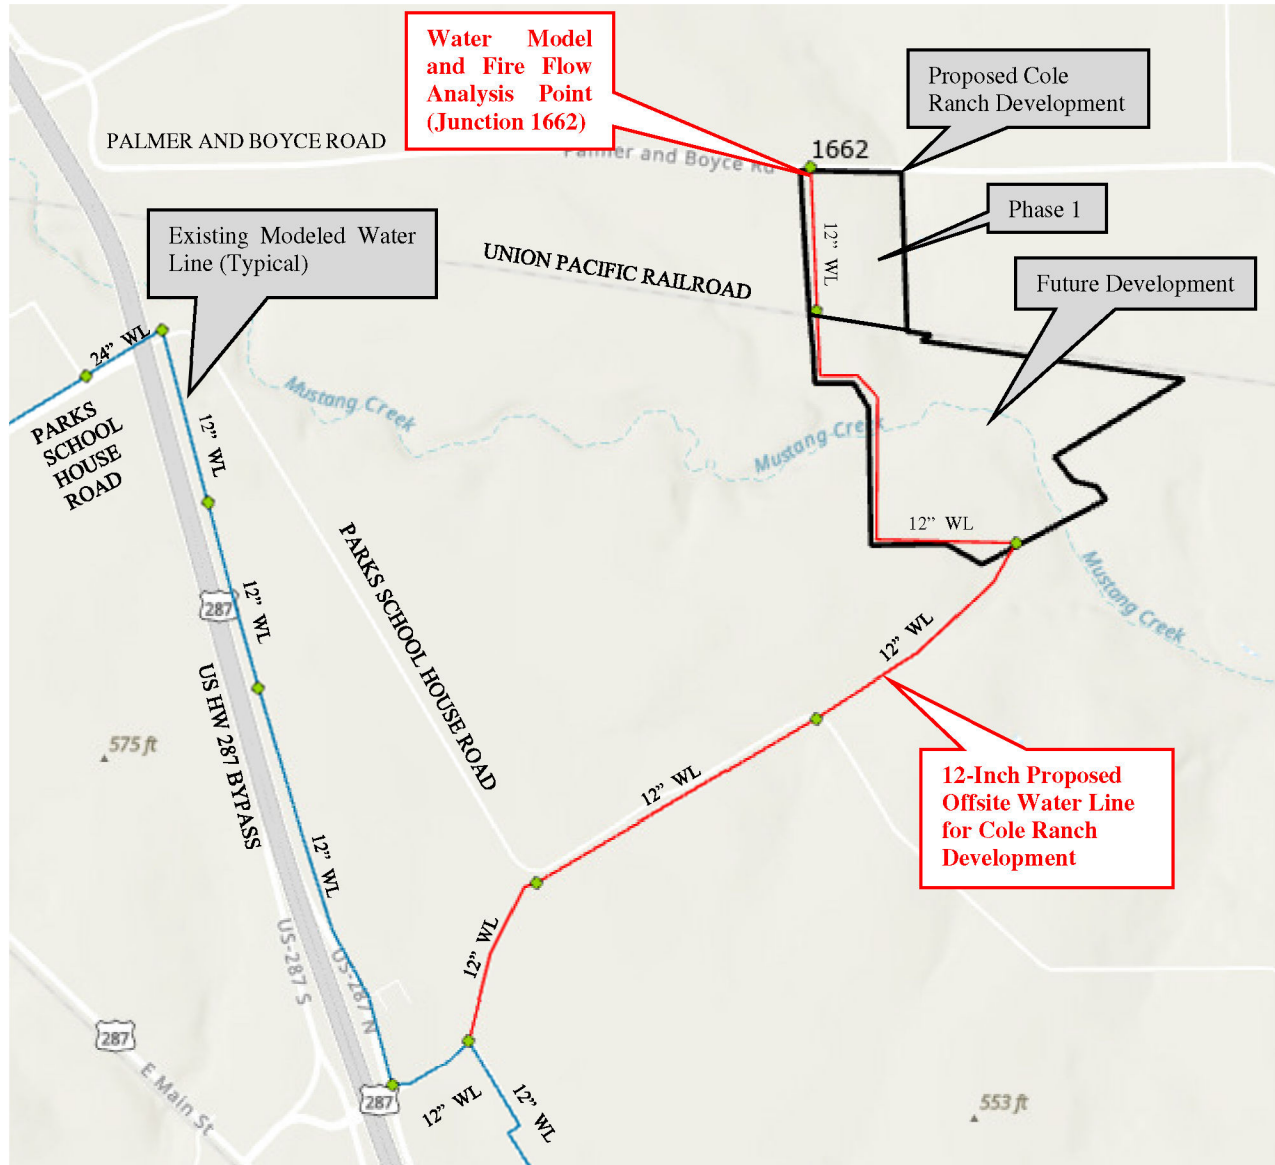 Water Model
and Fire Flow
Analysis Point
(Junction 1662)
Proposed Cole
Ranch Development
PALMER AND BOYCE ROAD
Palmer and Boyce Rd
1662
Phase 1
Existing Modeled Water
Line (Typical)
12” WL
UNION PACIFIC RAILROAD
Future Development
24” WL
Mustang Creek
PARKS
SCHOOL
HOUSE
ROAD
12” WL
Mustang Creek
12” WL
PARKS SCHOOL HOUSE ROAD
Mustang Creek
287
12” WL
12” WL
US HW 287 BYPASS
575 ft
12” WL
12-Inch Proposed
Offsite Water Line
for Cole Ranch
Development
12” WL
12” WL
US-287 S
US-287 N
287
E Main St
287
12” WL
12” WL
553 ft